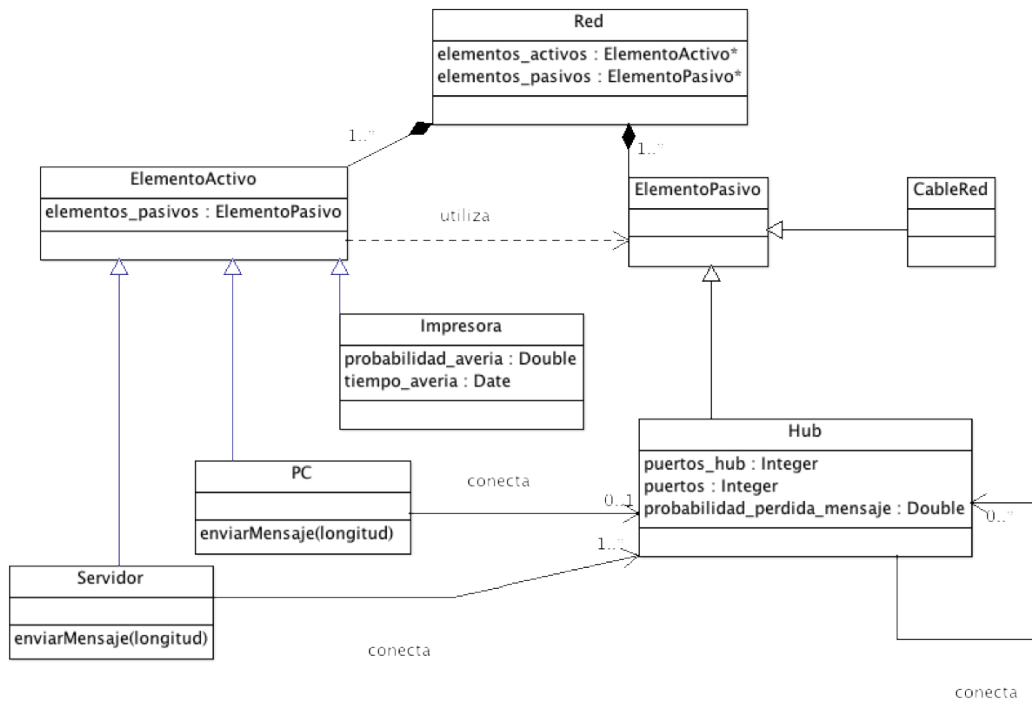 Red
elementos_activos : ElementoActivo*
elementos_pasivos : ElementoPasivo*
1..*
1..*
ElementoActivo
elementos_pasivos : ElementoPasivo
utiliza
ElementoPasivo
CableRed
Impresora
probabilidad_averia : Double
tiempo_averia : Date
Hub
puertos_hub : Integer
puertos : Integer
probabilidad_perdida_mensaje : Double
PC
enviarMensaje(longitud)
conecta
0..1
0..*
1..*
Servidor
enviarMensaje(longitud)
conecta
conecta